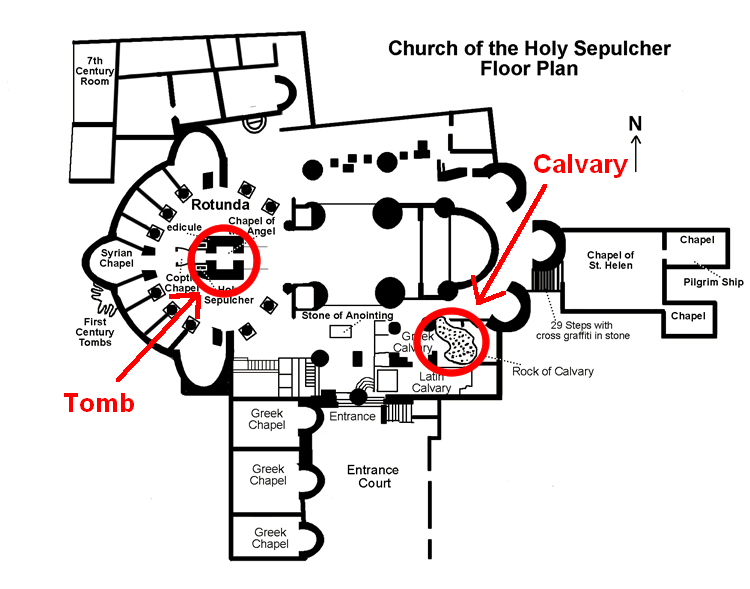 Church of the Holy Sepulcher
Floor Plan
7th
Century
Room
N
Calvary
Rotunda
edicule
Chapel of
the Angel
Syrian
Chapel
Coptic
Chapel
Holy
Sepulcher
Chapel of
St. Helen
Chapel
Pilgrim Ship
Chapel
First
Century
Tombs
Stone of Anointing
29 Steps with
cross graffiti in stone
Greek
Calvary
Rock of Calvary
Latin
Calvary
Tomb
Greek
Chapel
Entrance
Greek
Chapel
Entrance
Court
Greek
Chapel